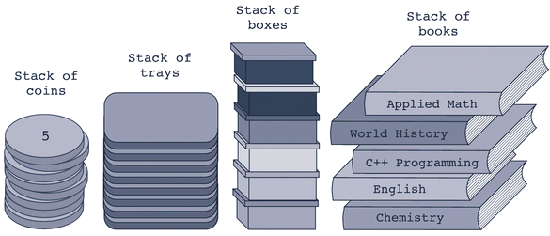 Stack of
coins
Stack of
trays
Stack of
boxes
Stack of
books
5
Applied Math
World History
C++ Programming
English
Chemistry